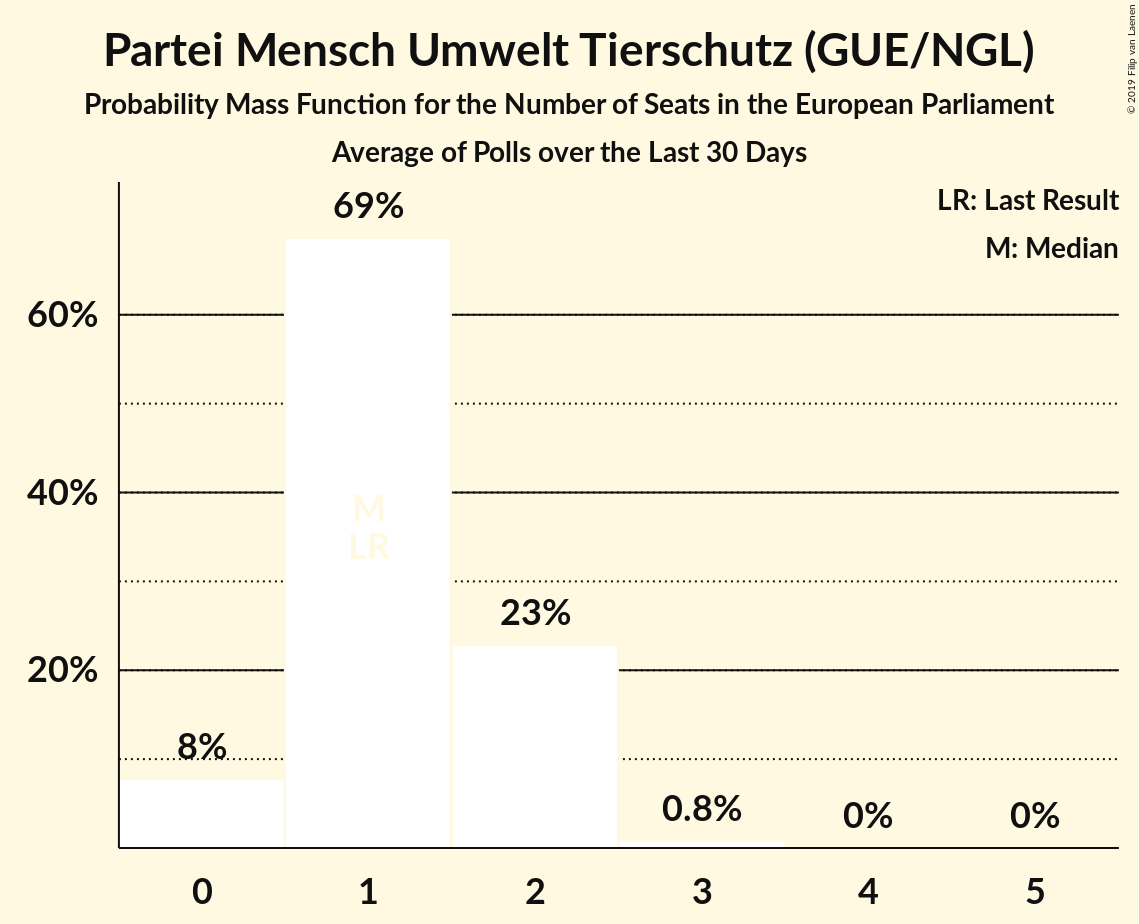 Partei Mensch Umwelt Tierschutz (GUE/NGL)
Probability Mass Function for the Number of Seats in the European Parliament
Average of Polls over the Last 30 Days
© 2019 Filip van Laenen
LR: Last Result
M: Median
69%
60%
40%
M
LR
23%
20%
8%
0.8%
0%
0%
0
1
2
3
4
5